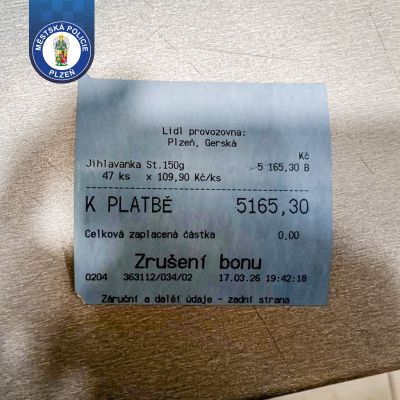 MĚSTSKÁ POLICIE
PLZEŇ
Lidl provozovna:
Plzeň, Gerská
Kč
Jihlavanka St.150g 5 165,30 B
47 ks x 109,90 Kč/ks
K PLATBĚ 5165,30
Celková zaplacená částka 0,00
Zrušení bonu
0204 363112/034/02 17.03.26 19:42:18
Záruční a další údaje - zadní strana